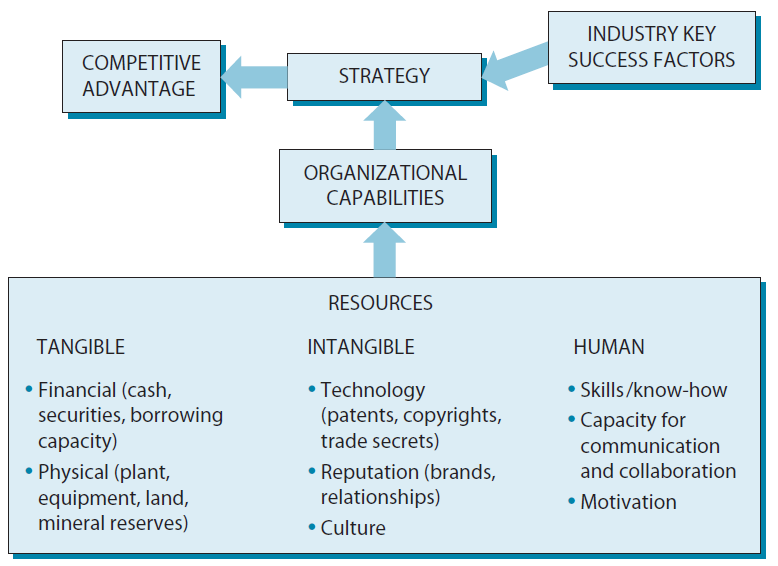 COMPETITIVE
ADVANTAGE
STRATEGY
INDUSTRY KEY
SUCCESS FACTORS
ORGANIZATIONAL
CAPABILITIES
RESOURCES
TANGIBLE
• Financial (cash,
securities, borrowing
capacity)
• Physical (plant,
equipment, land,
mineral reserves)
INTANGIBLE
• Technology
(patents, copyrights,
trade secrets)
• Reputation (brands,
relationships)
• Culture
HUMAN
• Skills/know-how
• Capacity for
communication
and collaboration
• Motivation